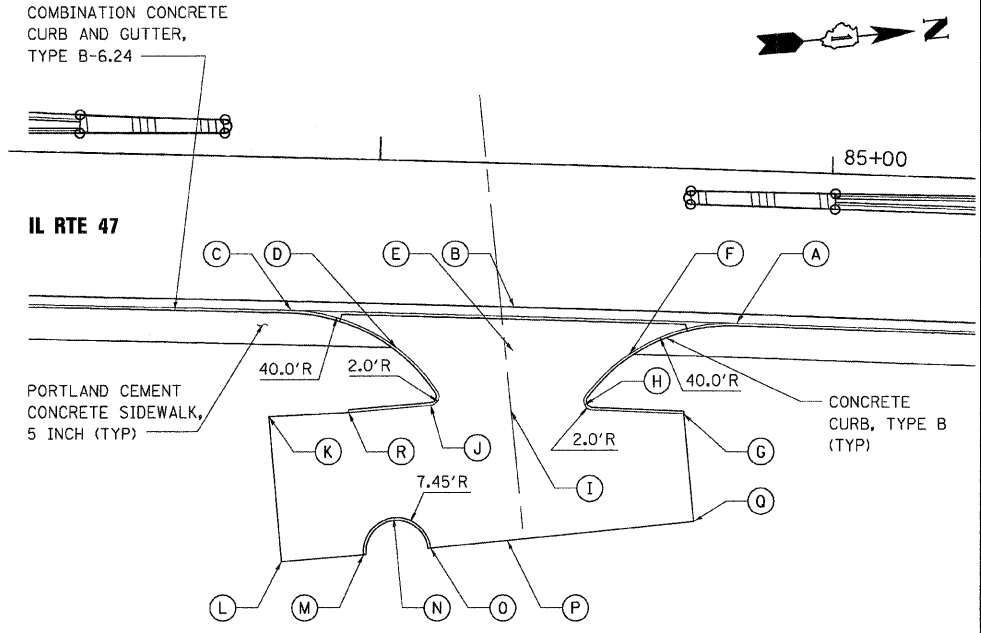 COMBINATION CONCRETE
CURB AND GUTTER,
TYPE B-6.24
N
85+00
IL RTE 47
C
D
E
B
F
A
40.0'R
2.0'R
H
40.0'R
PORTLAND CEMENT
CONCRETE SIDEWALK,
5 INCH (TYP)
CONCRETE
CURB, TYPE B
(TYP)
2.0'R
K
R
J
G
7.45'R
I
Q
L
M
N
O
P